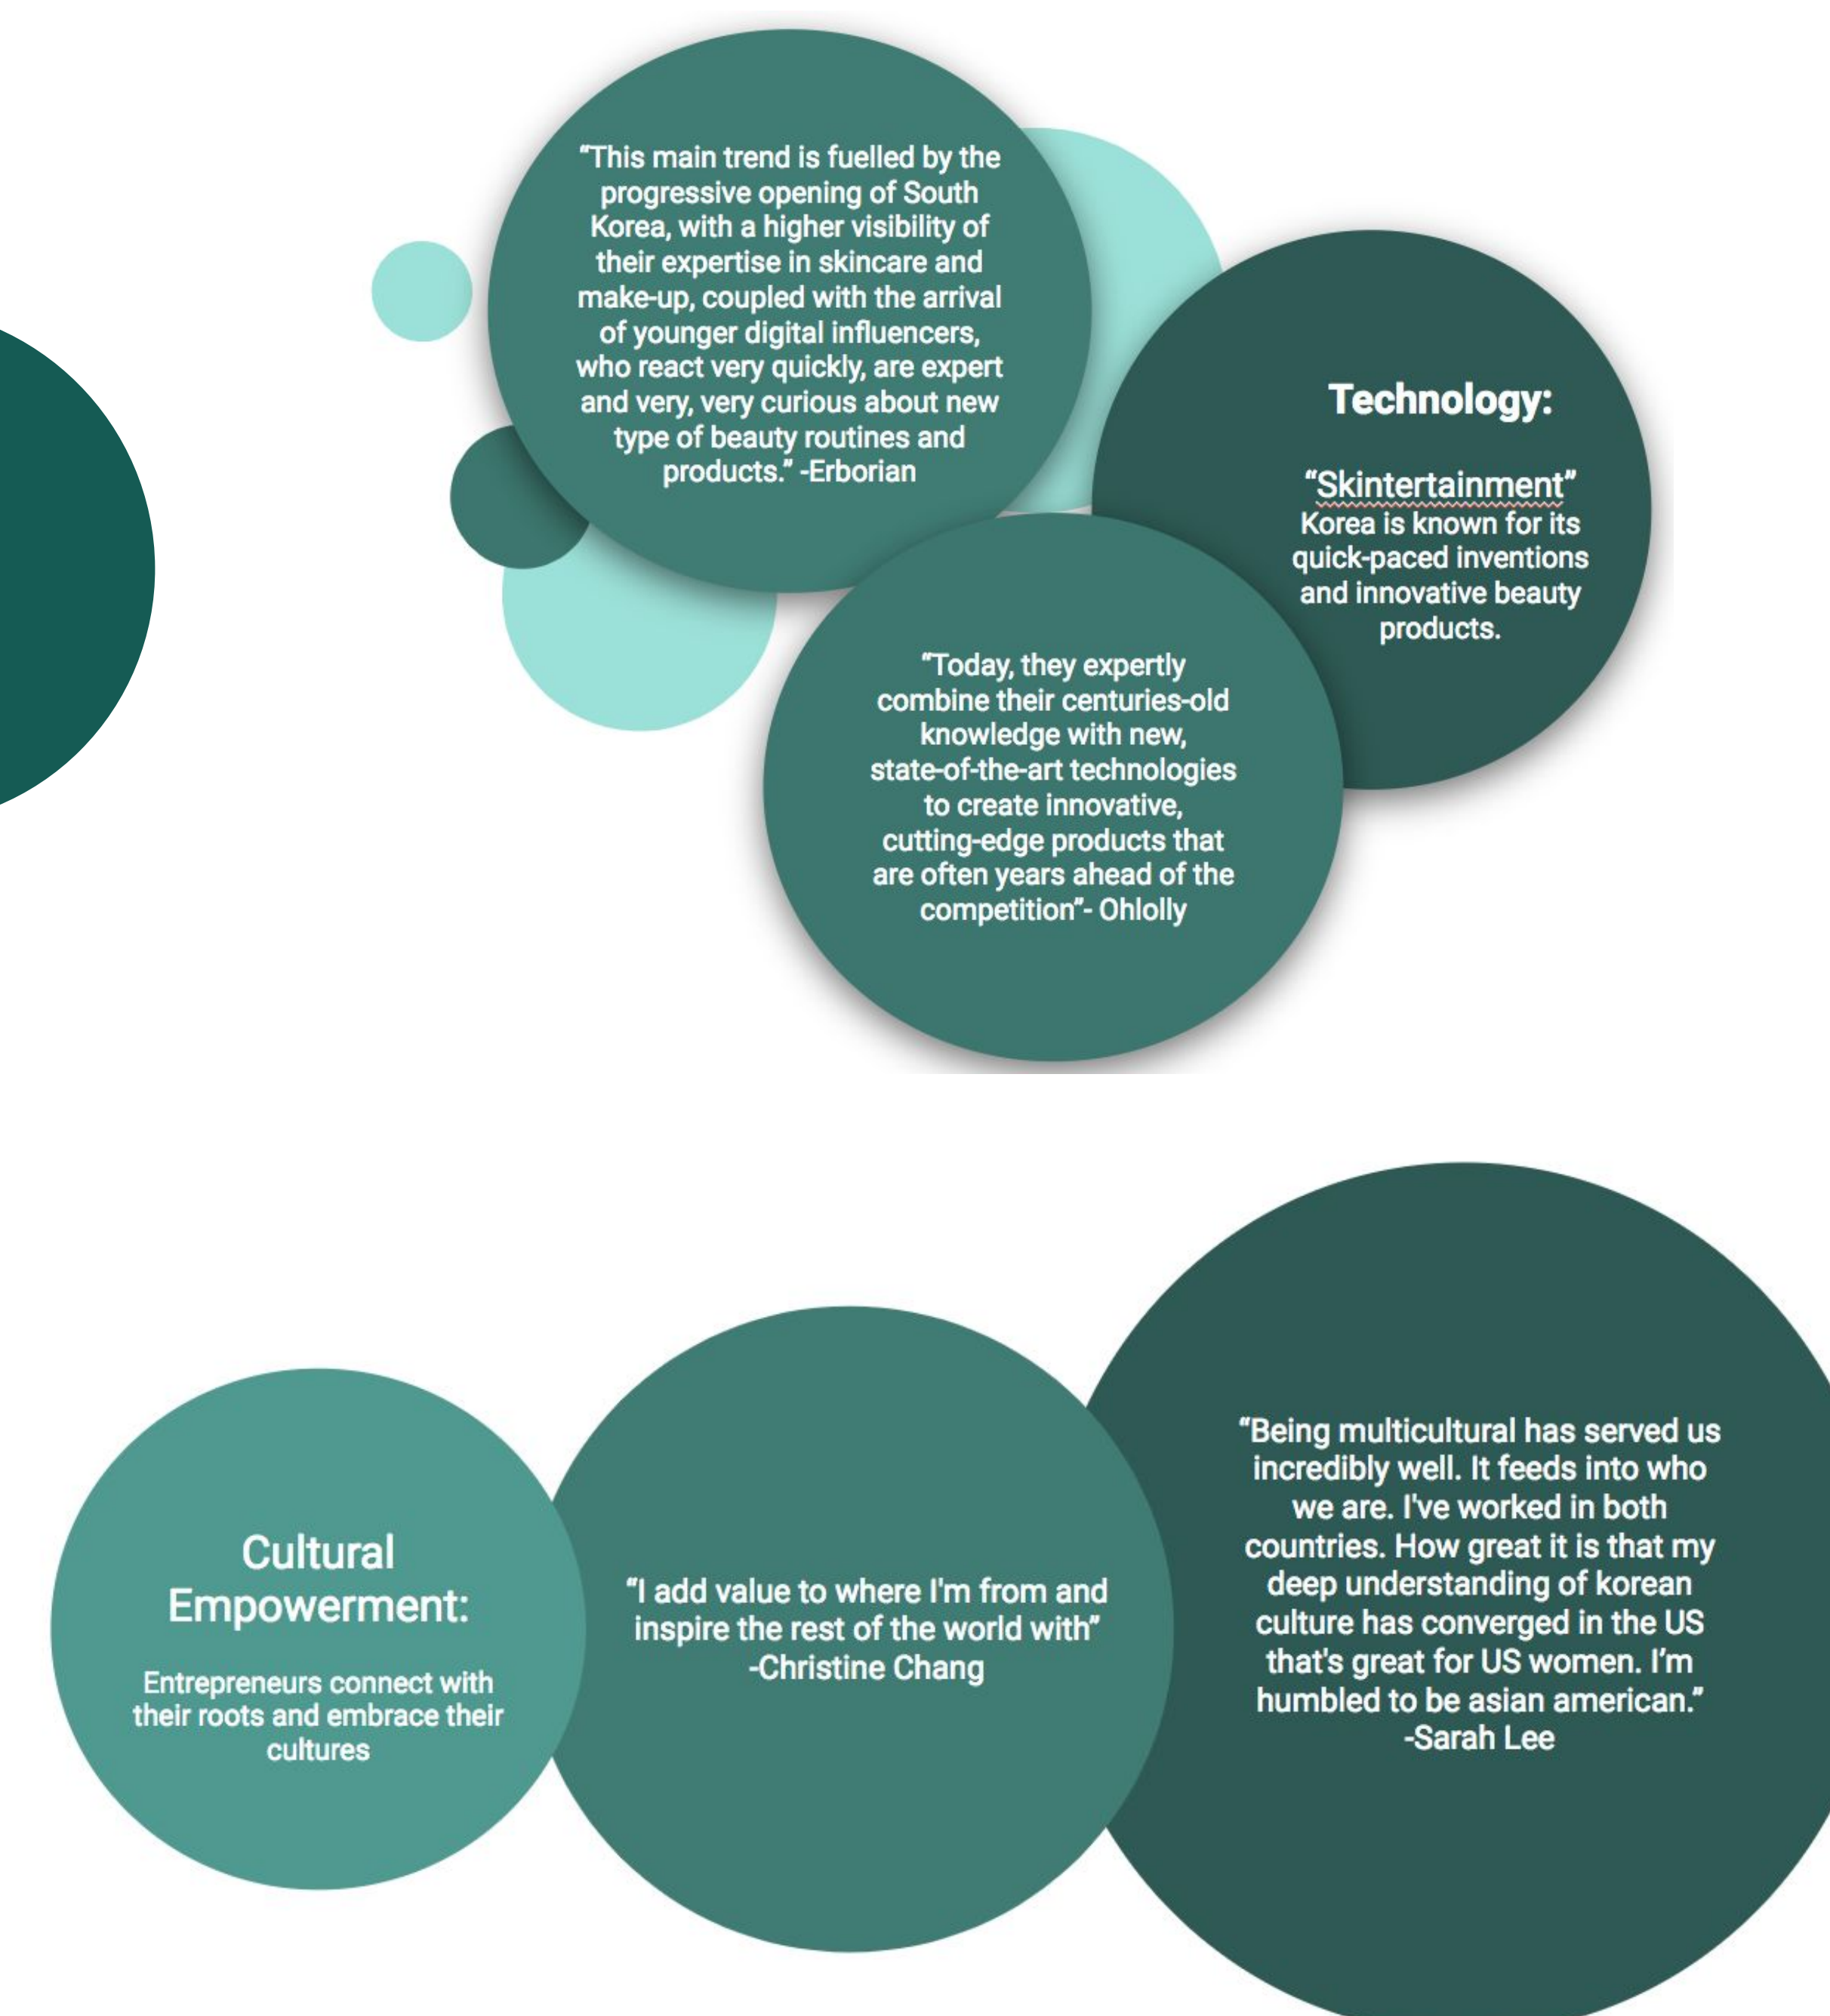 “This main trend is fuelled by the
progressive opening of South
Korea, with a higher visibility of
their expertise in skincare and
make-up, coupled with the arrival
of younger digital influencers,
who react very quickly, are expert
and very, very curious about new
type of beauty routines and
products.” -Erborian
Technology:
“Skintertainment”
Korea is known for its
quick-paced inventions
and innovative beauty
products.
“Today, they expertly
combine their centuries-old
knowledge with new,
state-of-the-art technologies
to create innovative,
cutting-edge products that
are often years ahead of the
competition”- Ohlolly
Cultural
Empowerment:
Entrepreneurs connect with
their roots and embrace their
cultures
“I add value to where I'm from and
inspire the rest of the world with”
-Christine Chang
“Being multicultural has served us
incredibly well. It feeds into who
we are. I've worked in both
countries. How great it is that my
deep understanding of korean
culture has converged in the US
that's great for US women. I’m
humbled to be asian american.”
-Sarah Lee